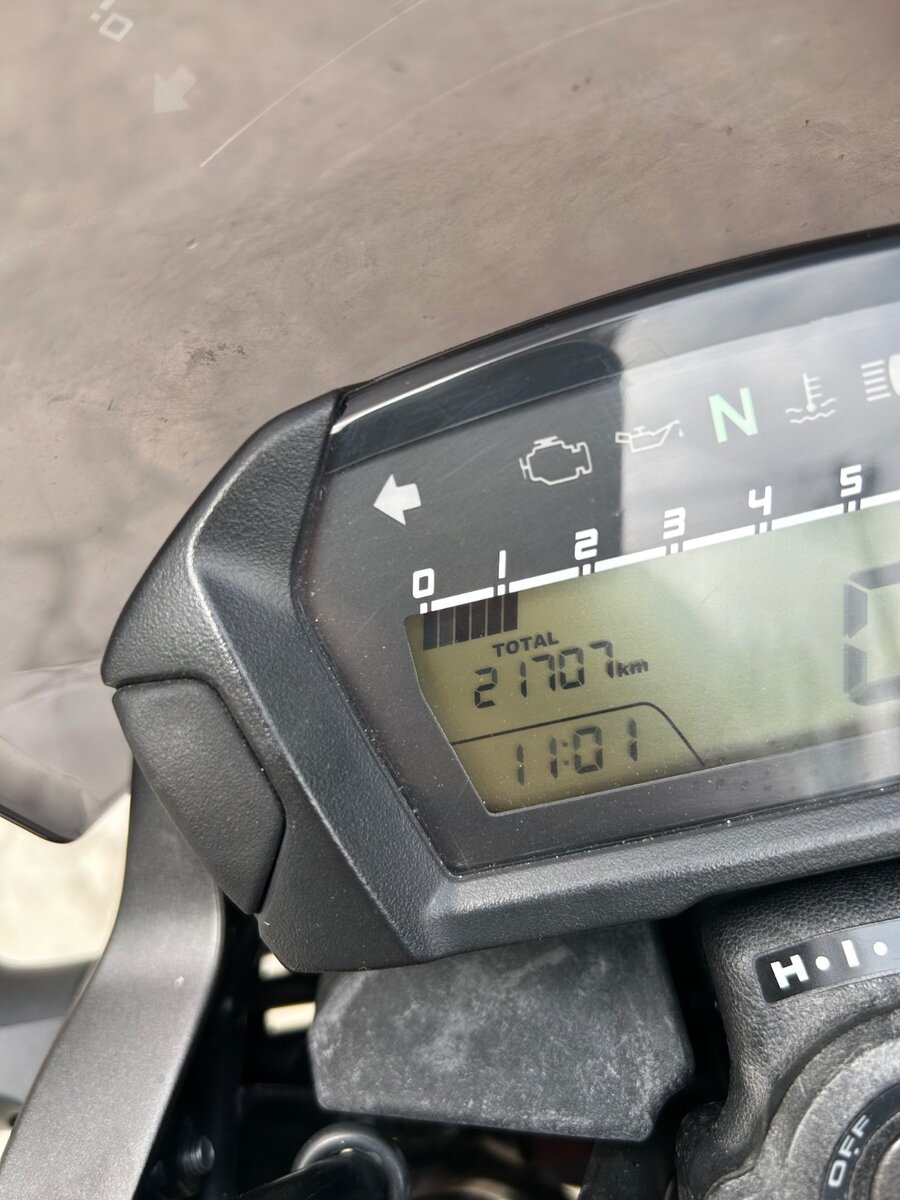 N
0 1 2 3 4 5
TOTAL
21707km
11:01
H·I·
OFF